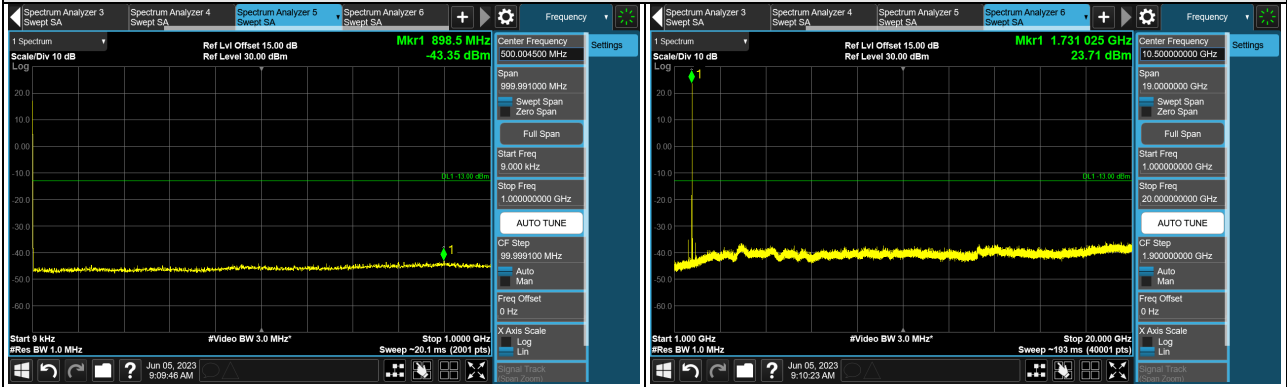 Spectrum Analyzer 3
Swept SA
Spectrum Analyzer 4
Swept SA
Spectrum Analyzer 5
Swept SA
Spectrum Analyzer 6
Swept SA
+
Frequency
1 Spectrum
Scale/Div 10 dB
Log
Ref Lvl Offset 15.00 dB
Ref Level 30.00 dBm
Mkr1 898.5 MHz
-43.35 dBm
Center Frequency
500.004500 MHz
Settings
Span
999.991000 MHz
Swept Span
Zero Span
Full Span
Start Freq
9.000 kHz
Stop Freq
1.000000000 GHz
AUTO TUNE
CF Step
99.999100 MHz
Auto
Man
Freq Offset
0 Hz
X Axis Scale
Log
Lin
Signal Track
(Span Zoom)
20.0
10.0
0.00
-10.0
-20.0
-30.0
-40.0
-50.0
-60.0
DL1 -13.00 dBm
1
Start 9 kHz
#Res BW 1.0 MHz
#Video BW 3.0 MHz*
Stop 1.0000 GHz
Sweep ~20.1 ms (2001 pts)
?
Jun 05, 2023
9:09:46 AM
Spectrum Analyzer 3
Swept SA
Spectrum Analyzer 4
Swept SA
Spectrum Analyzer 5
Swept SA
Spectrum Analyzer 6
Swept SA
+
Frequency
1 Spectrum
Scale/Div 10 dB
Log
Ref Lvl Offset 15.00 dB
Ref Level 30.00 dBm
Mkr1 1.731 025 GHz
23.71 dBm
Center Frequency
10.500000000 GHz
Settings
Span
19.0000000 GHz
Swept Span
Zero Span
Full Span
Start Freq
1.000000000 GHz
Stop Freq
20.000000000 GHz
AUTO TUNE
CF Step
1.900000000 GHz
Auto
Man
Freq Offset
0 Hz
X Axis Scale
Log
Lin
Signal Track
(Span Zoom)
1
20.0
10.0
0.00
-10.0
-20.0
-30.0
-40.0
-50.0
-60.0
DL1 -13.00 dBm
Start 1.000 GHz
#Res BW 1.0 MHz
#Video BW 3.0 MHz*
Stop 20.000 GHz
Sweep ~193 ms (40001 pts)
?
Jun 05, 2023
9:10:23 AM